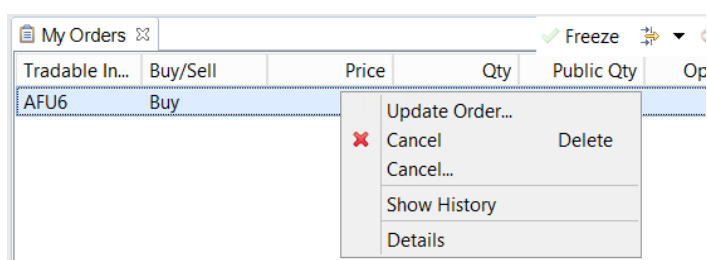 My Orders
Freeze
Tradable In... Buy/Sell Price Qty Public Qty Op
AFU6 Buy
Update Order...
Cancel Delete
Cancel...
Show History
Details